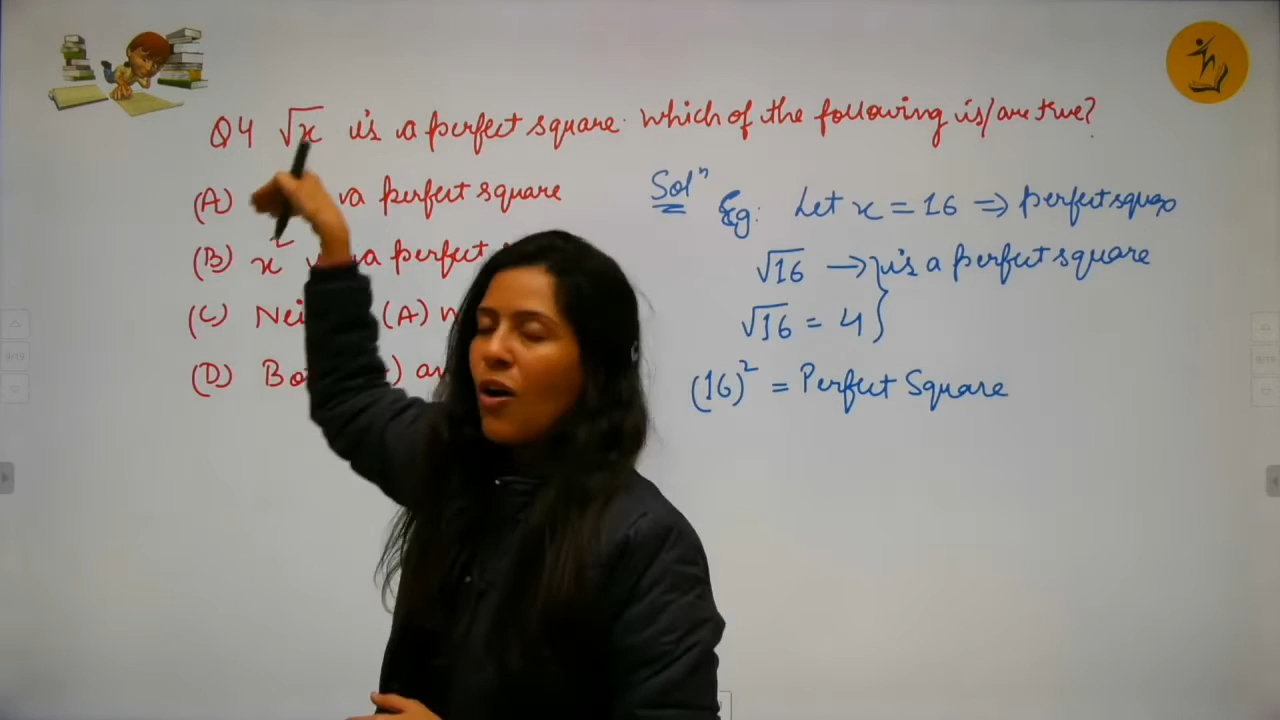 Q4 √x is a perfect square. which of the following is/are true?
(A) a perfect square
(B) x² a perfect
(C) Nei (A) n
(D) Bo ) an
Solⁿ Eg: Let x = 16 ⇒ perfect square
√16 → is a perfect square
√16 = 4
(16)² = Perfect Square